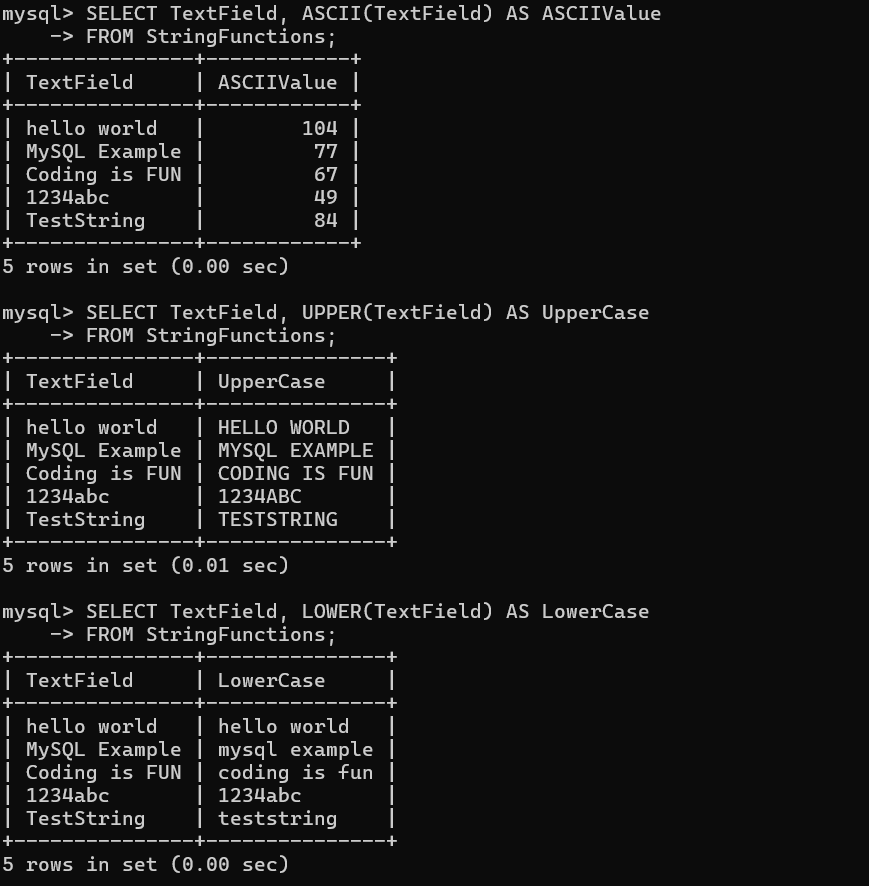 mysql> SELECT TextField, ASCII(TextField) AS ASCIIValue
    -> FROM StringFunctions;
+---------------+------------+
| TextField     | ASCIIValue |
+---------------+------------+
| hello world   |        104 |
| MySQL Example |         77 |
| Coding is FUN |         67 |
| 1234abc       |         49 |
| TestString    |         84 |
+---------------+------------+
5 rows in set (0.00 sec)

mysql> SELECT TextField, UPPER(TextField) AS UpperCase
    -> FROM StringFunctions;
+---------------+---------------+
| TextField     | UpperCase     |
+---------------+---------------+
| hello world   | HELLO WORLD   |
| MySQL Example | MYSQL EXAMPLE |
| Coding is FUN | CODING IS FUN |
| 1234abc       | 1234ABC       |
| TestString    | TESTSTRING    |
+---------------+---------------+
5 rows in set (0.01 sec)

mysql> SELECT TextField, LOWER(TextField) AS LowerCase
    -> FROM StringFunctions;
+---------------+---------------+
| TextField     | LowerCase     |
+---------------+---------------+
| hello world   | hello world   |
| MySQL Example | mysql example |
| Coding is FUN | coding is fun |
| 1234abc       | 1234abc       |
| TestString    | teststring    |
+---------------+---------------+
5 rows in set (0.00 sec)